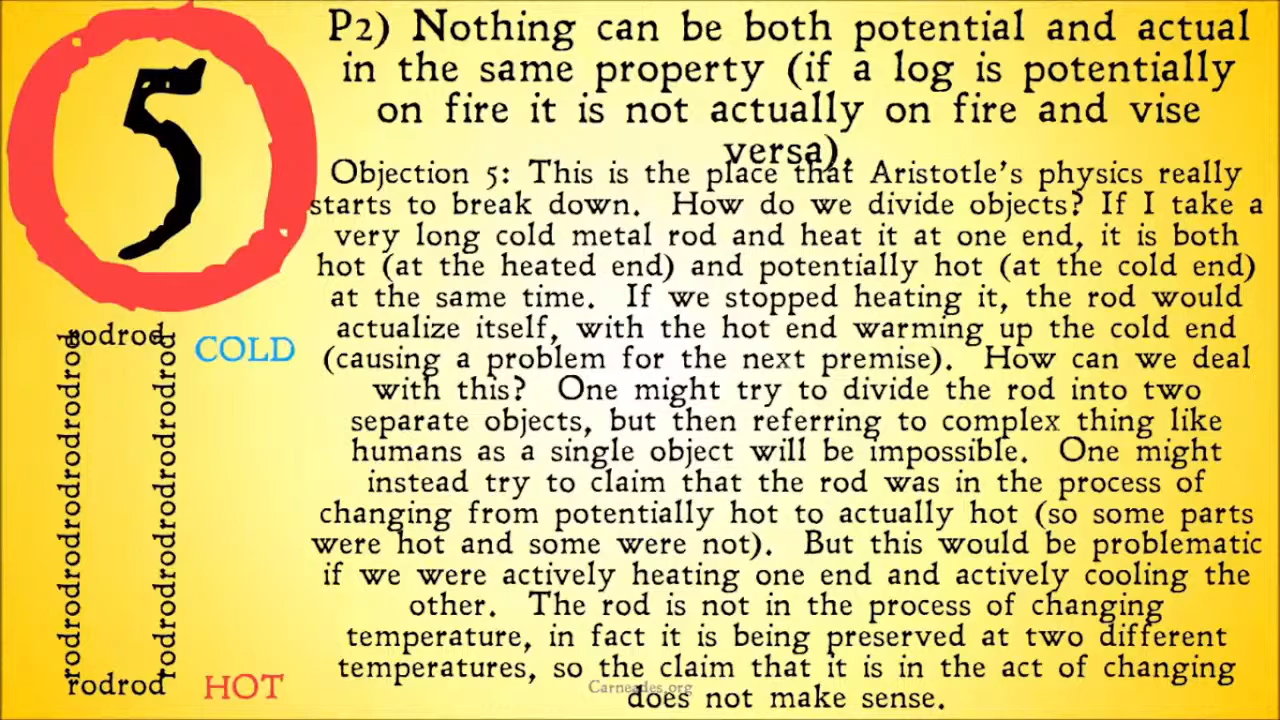 5
P2) Nothing can be both potential and actual
in the same property (if a log is potentially
on fire it is not actually on fire and vise
versa).
Objection 5: This is the place that Aristotle's physics really
starts to break down. How do we divide objects? If I take a
very long cold metal rod and heat it at one end, it is both
hot (at the heated end) and potentially hot (at the cold end)
at the same time. If we stopped heating it, the rod would
actualize itself, with the hot end warming up the cold end
(causing a problem for the next premise). How can we deal
with this? One might try to divide the rod into two
separate objects, but then referring to complex thing like
humans as a single object will be impossible. One might
instead try to claim that the rod was in the process of
changing from potentially hot to actually hot (so some parts
were hot and some were not). But this would be problematic
if we were actively heating one end and actively cooling the
other. The rod is not in the process of changing
temperature, in fact it is being preserved at two different
temperatures, so the claim that it is in the act of changing
does not make sense.
rodrod
COLD
rodrodrodrodrodrodrodrod
rodrodrodrodrodrodrodrod
rodrod
HOT
Carneades.org